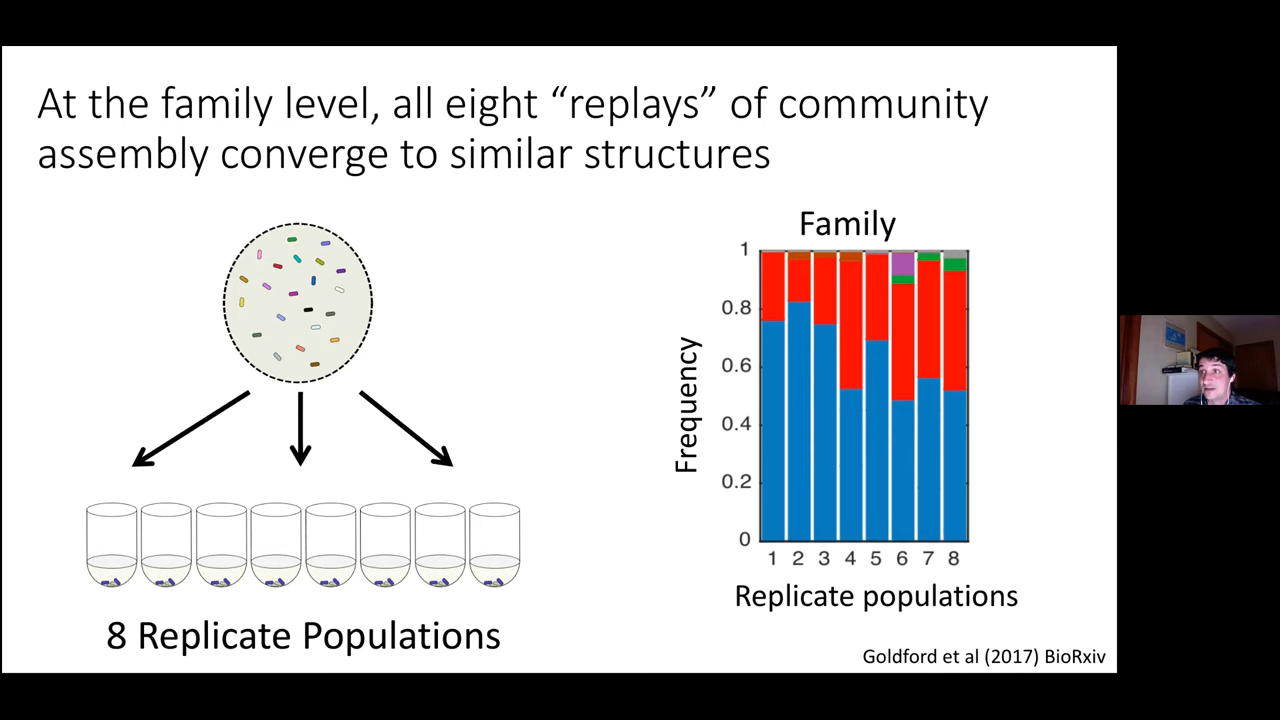 At the family level, all eight “replays” of community
assembly converge to similar structures
Family
1
0.8
0.6
0.4
0.2
0
Frequency
1 2 3 4 5 6 7 8
Replicate populations
8 Replicate Populations
Goldford et al (2017) BioRxiv